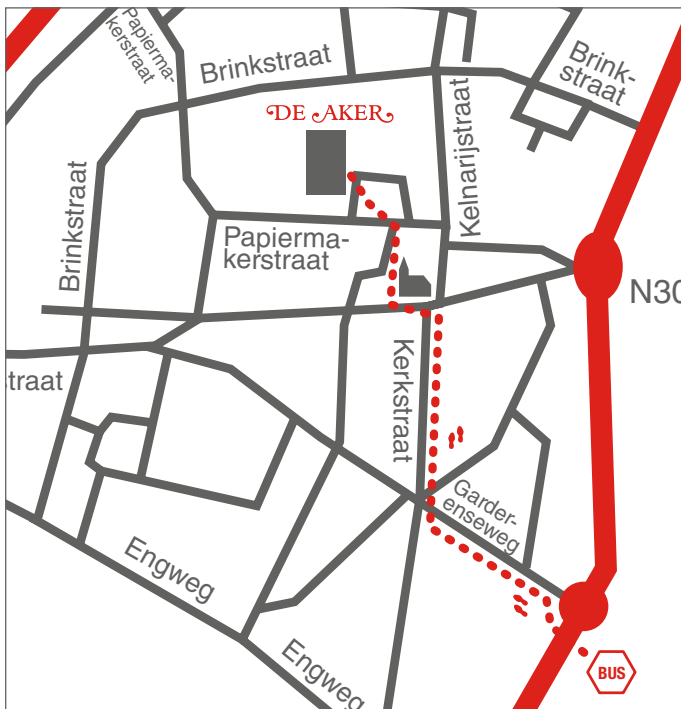 Papierma-
kerstraat
Brinkstraat
Brink-
straat
DE AKER
Kelnarijstraat
Brinkstraat
Papierma-
kerstraat
N30
traat
Kerkstraat
Garder-
enseweg
Engweg
Engweg
BUS